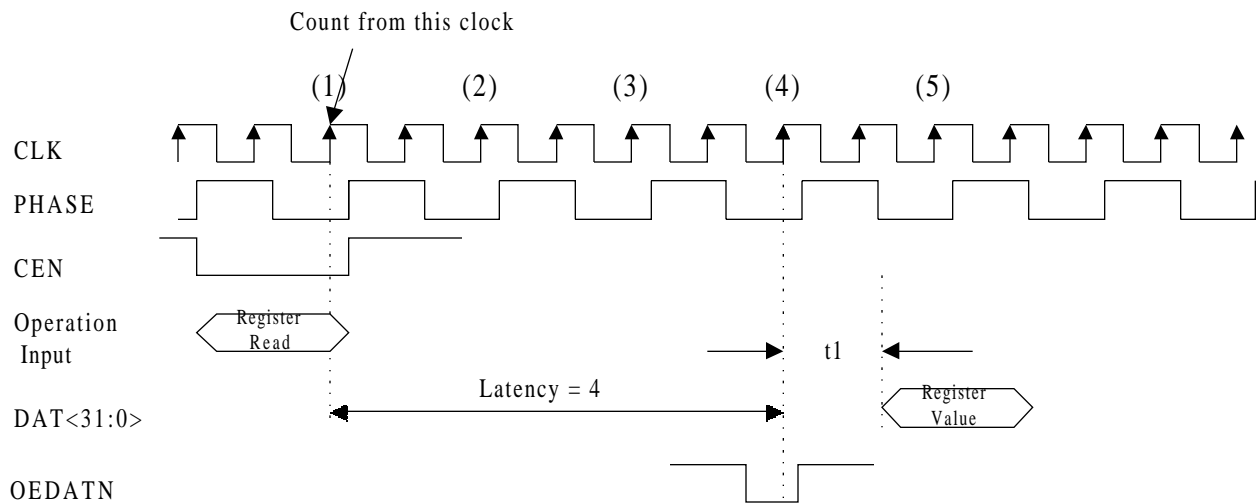 Count from this clock
(1) (2) (3) (4) (5)
CLK
PHASE
CEN
Operation
Input
Register
Read
t1
Latency = 4
DAT<31:0>
Register
Value
OEDATN